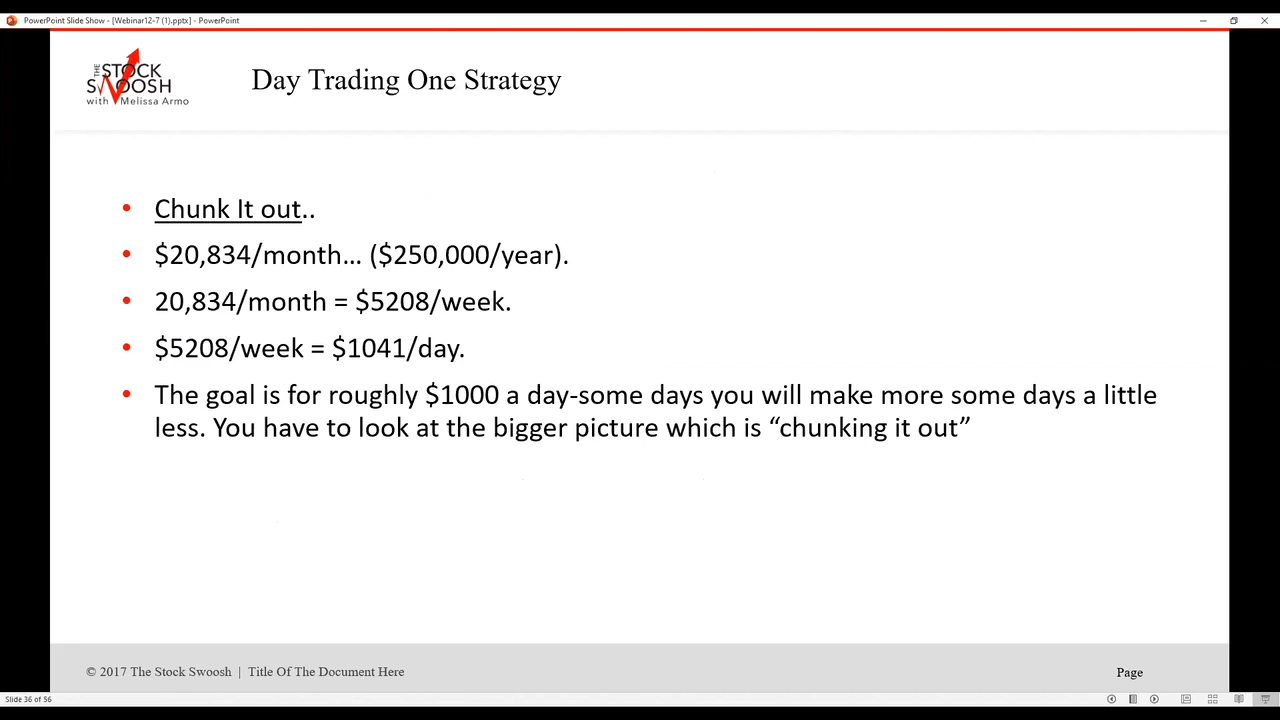 PowerPoint Slide Show - [Webinar12-7 (1).pptx] - PowerPoint
THE
STOCK
SWOOSH
with Melissa Armo
Day Trading One Strategy
• Chunk It out..
• $20,834/month... ($250,000/year).
• 20,834/month = $5208/week.
• $5208/week = $1041/day.
• The goal is for roughly $1000 a day-some days you will make more some days a little
less. You have to look at the bigger picture which is “chunking it out”
© 2017 The Stock Swoosh | Title Of The Document Here
Page
Slide 36 of 56